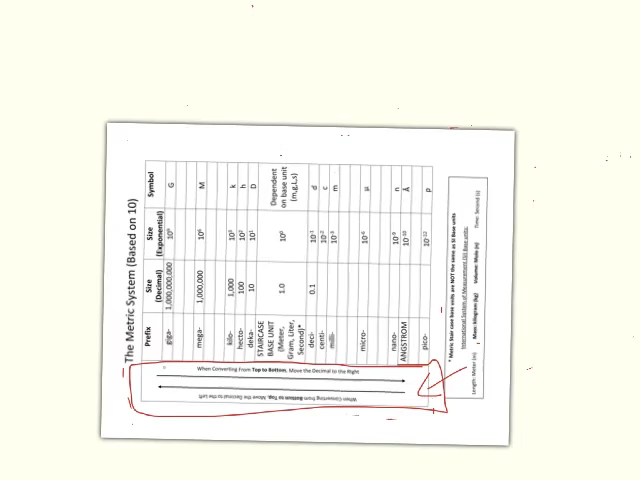 The Metric System (Based on 10)
Prefix Size (Decimal) Size (Exponential) Symbol
giga- 1,000,000,000 10⁹ G
mega- 1,000,000 10⁶ M
kilo- 1,000 10³ k
hecto- 100 10² h
deka- 10 10¹ D
STAIRCASE BASE UNIT (Meter, Gram, Liter, Second)* 1.0 10⁰ Dependent on base unit (m,g,L,s)
deci- 0.1 10⁻¹ d
centi- 10⁻² c
milli- 10⁻³ m
micro- 10⁻⁶ μ
nano- 10⁻⁹ n
ANGSTROM 10⁻¹⁰ Å
pico- 10⁻¹² p
When Converting From Top to Bottom, Move the Decimal to the Right
When Converting From Bottom to Top, Move the Decimal to the Left
* Metric Stair case base units are NOT the same as SI Base units
International System of Measurement (SI) Base units:
Length: Meter (m) Mass: Kilogram (kg) Volume: Mole (n) Time: Second (s)